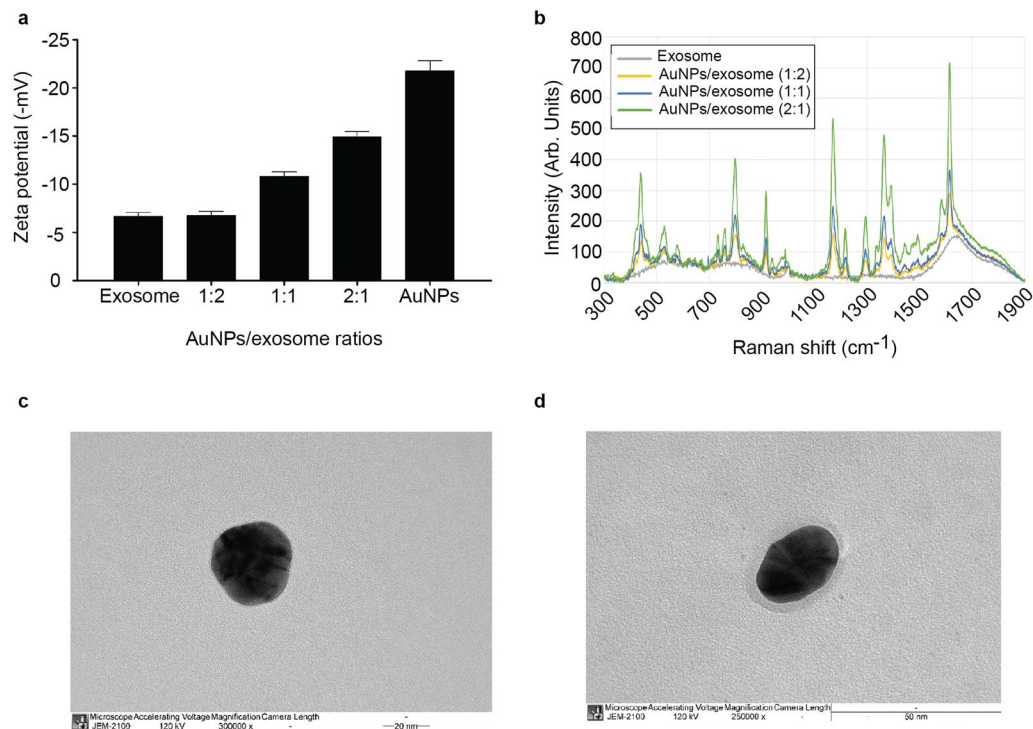 a
-25
-20
-15
-10
-5
0
Zeta potential (-mV)
Exosome 1:2 1:1 2:1 AuNPs
AuNPs/exosome ratios
b
800
700
600
500
400
300
200
100
0
Intensity (Arb. Units)
Exosome
AuNPs/exosome (1:2)
AuNPs/exosome (1:1)
AuNPs/exosome (2:1)
300 500 700 900 1100 1300 1500 1700 1900
Raman shift (cm-1)
c
Microscope Accelerating Voltage Magnification Camera Length -
JEM-2100 120 kV 300000 x - 20 nm
d
Microscope Accelerating Voltage Magnification Camera Length -
JEM-2100 120 kV 250000 x - 50 nm